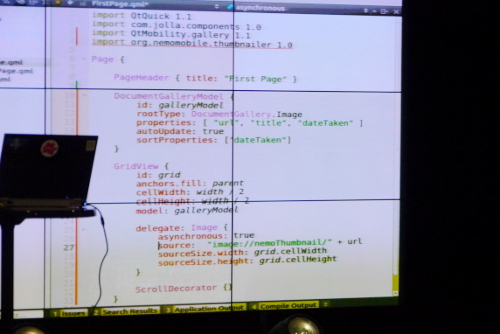 FirstPage.qml*
asynchronous
import QtQuick 1.1
import com.jolla.components 1.0
import QtMobility.gallery 1.1
import org.nemomobile.thumbnailer 1.0
Page {
PageHeader { title: "First Page" }
DocumentGalleryModel {
id: galleryModel
rootType: DocumentGallery.Image
properties: [ "url", "title", "dateTaken" ]
autoUpdate: true
sortProperties: ["dateTaken"]
}
GridView {
id: grid
anchors.fill: parent
cellWidth: width / 2
cellHeight: width / 2
model: galleryModel
delegate: Image {
asynchronous: true
27 source: "image://nemoThumbnail/" + url
sourceSize.width: grid.cellWidth
sourceSize.height: grid.cellHeight
}
ScrollDecorator {}
}
1 Issues 2 Search Results 3 Application Output 4 Compile Output